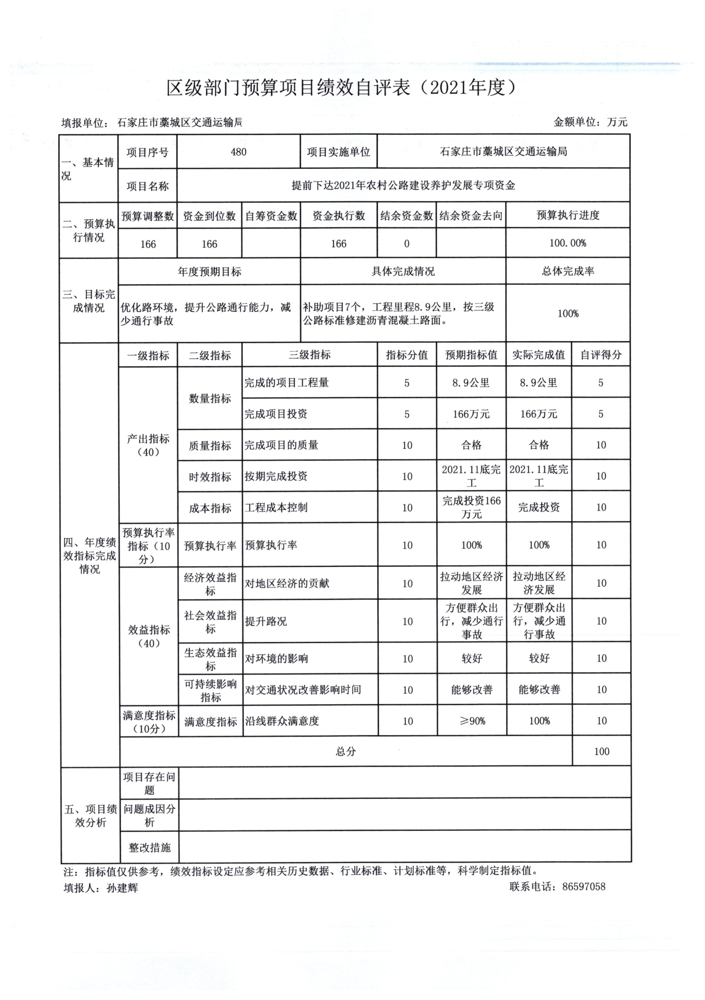 区级部门预算项目绩效自评表（2021年度）
填报单位： 石家庄市藁城区交通运输局 金额单位：万元
一、基本情况
项目序号 480 项目实施单位 石家庄市藁城区交通运输局
项目名称 提前下达2021年农村公路建设养护发展专项资金
二、预算执行情况
预算调整数 资金到位数 自筹资金数 资金执行数 结余资金数 结余资金去向 预算执行进度
166 166 166 0 100.00%
三、目标完成情况
年度预期目标 具体完成情况 总体完成率
优化路环境，提升公路通行能力，减少通行事故 补助项目7个，工程里程8.9公里，按三级公路标准修建沥青混凝土路面。 100%
四、年度绩效指标完成情况
一级指标 二级指标 三级指标 指标分值 预期指标值 实际完成值 自评得分
产出指标（40） 数量指标 完成的项目工程量 5 8.9公里 8.9公里 5
完成项目投资 5 166万元 166万元 5
质量指标 完成项目的质量 10 合格 合格 10
时效指标 按期完成投资 10 2021.11底完工 2021.11底完工 10
成本指标 工程成本控制 10 完成投资166万元 完成投资 10
预算执行率指标（10分） 预算执行率 预算执行率 10 100% 100% 10
效益指标（40） 经济效益指标 对地区经济的贡献 10 拉动地区经济发展 拉动地区经济发展 10
社会效益指标 提升路况 10 方便群众出行，减少通行事故 方便群众出行，减少通行事故 10
生态效益指标 对环境的影响 10 较好 较好 10
可持续影响指标 对交通状况改善影响时间 10 能够改善 能够改善 10
满意度指标（10分） 满意度指标 沿线群众满意度 10 ≥90% 100% 10
总分 100
五、项目绩效分析
项目存在问题
问题成因分析
整改措施
注：指标值仅供参考，绩效指标设定应参考相关历史数据、行业标准、计划标准等，科学制定指标值。
填报人：孙建辉 联系电话：86597058